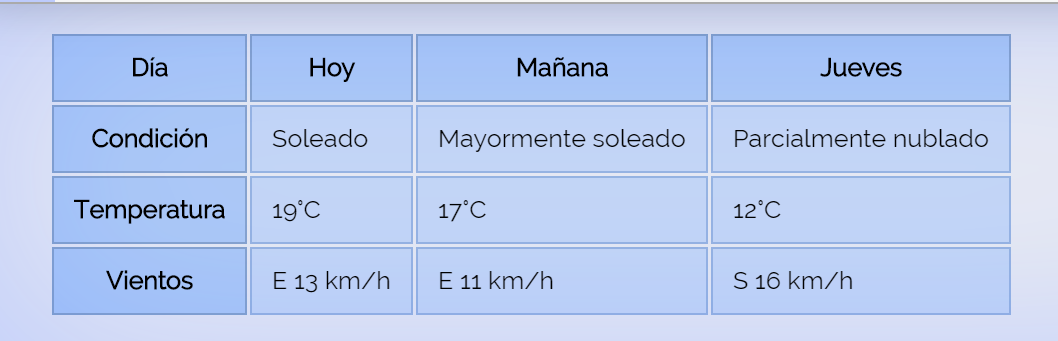 Día Hoy Mañana Jueves
Condición Soleado Mayormente soleado Parcialmente nublado
Temperatura 19°C 17°C 12°C
Vientos E 13 km/h E 11 km/h S 16 km/h